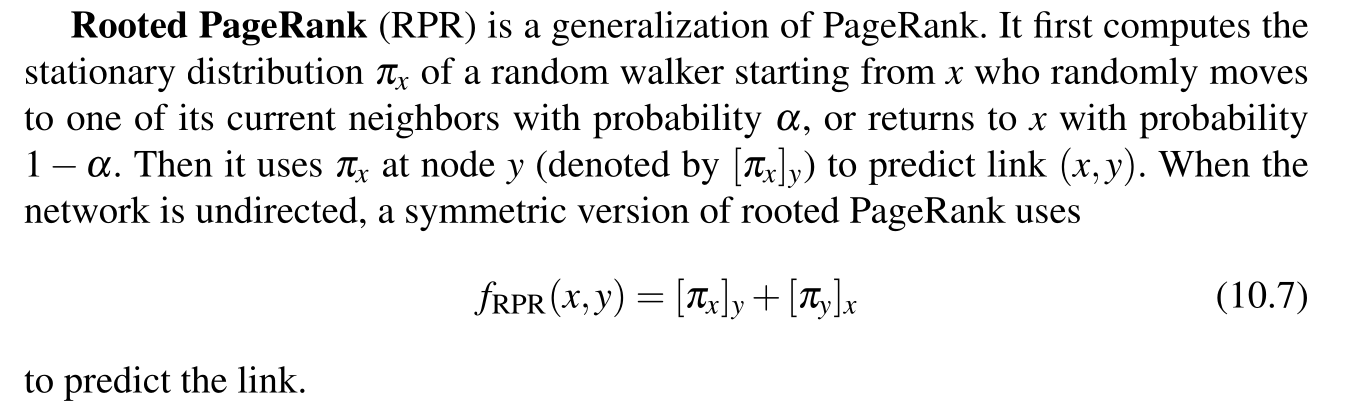 Rooted PageRank (RPR) is a generalization of PageRank. It first computes the
stationary distribution πx of a random walker starting from x who randomly moves
to one of its current neighbors with probability α, or returns to x with probability
1 − α. Then it uses πx at node y (denoted by [πx]y) to predict link (x,y). When the
network is undirected, a symmetric version of rooted PageRank uses
fRPR(x,y) = [πx]y + [πy]x (10.7)
to predict the link.